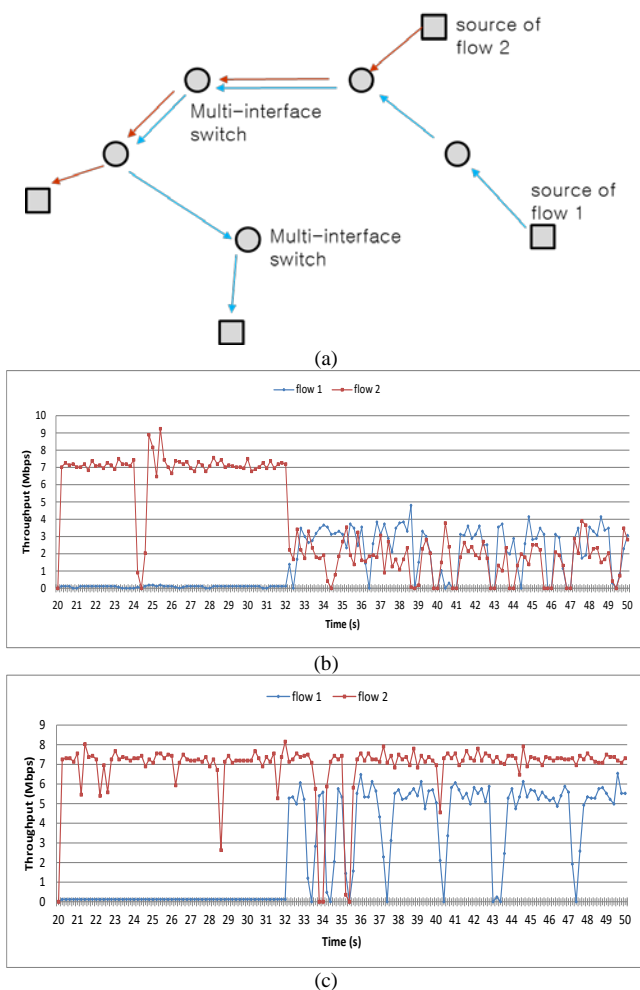 source of
flow 2
Multi-interface
switch
source of
flow 1
Multi-interface
switch
(a)
flow 1 flow 2
Throughput (Mbps)
10
9
8
7
6
5
4
3
2
1
0
20 21 22 23 24 25 26 27 28 29 30 31 32 33 34 35 36 37 38 39 40 41 42 43 44 45 46 47 48 49 50
Time (s)
(b)
flow 1 flow 2
Throughput (Mbps)
9
8
7
6
5
4
3
2
1
0
20 21 22 23 24 25 26 27 28 29 30 31 32 33 34 35 36 37 38 39 40 41 42 43 44 45 46 47 48 49 50
Time (s)
(c)